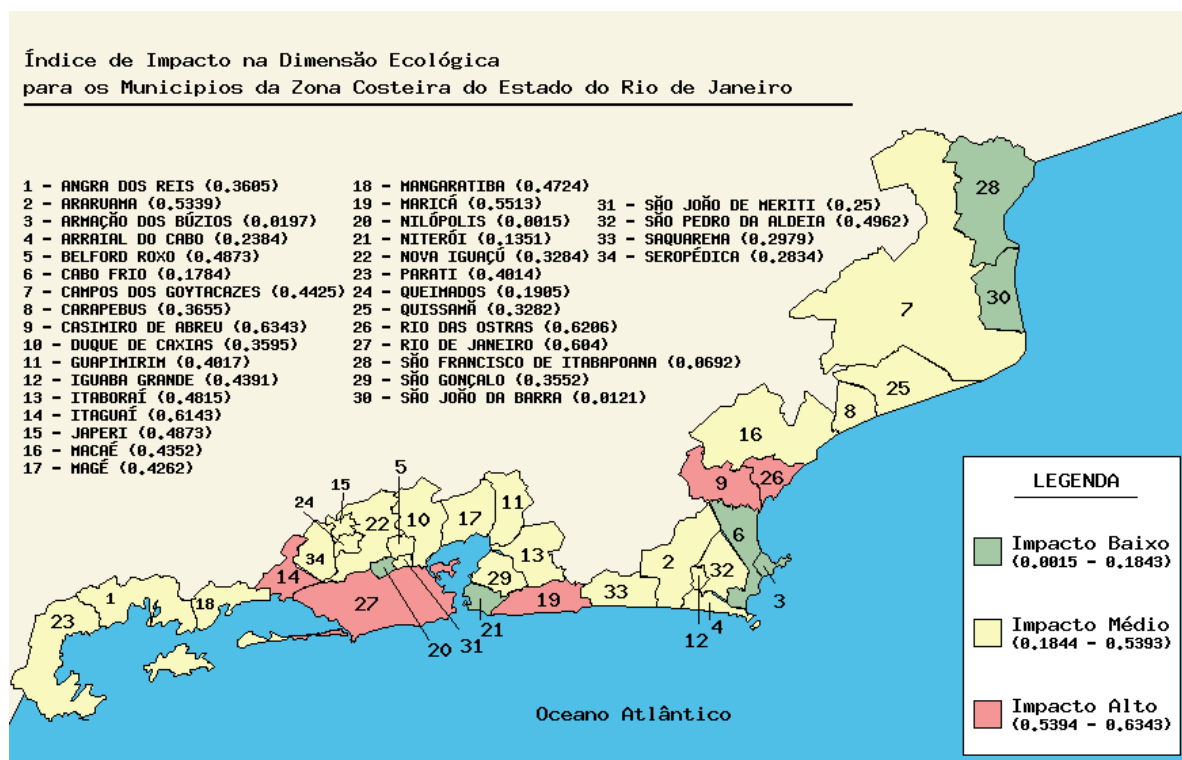 Índice de Impacto na Dimensão Ecológica
para os Municipios da Zona Costeira do Estado do Rio de Janeiro
1 - ANGRA DOS REIS (0.3605)
2 - ARARUAMA (0.5339)
3 - ARMAÇÃO DOS BÚZIOS (0.0197)
4 - ARRAIAL DO CABO (0.2384)
5 - BELFORD ROXO (0.4873)
6 - CABO FRIO (0.1784)
7 - CAMPOS DOS GOYTACAZES (0.4425)
8 - CARAPEBUS (0.3655)
9 - CASIMIRO DE ABREU (0.6343)
10 - DUQUE DE CAXIAS (0.3595)
11 - GUAPIMIRIM (0.4017)
12 - IGUABA GRANDE (0.4391)
13 - ITABORAÍ (0.4815)
14 - ITAGUAÍ (0.6143)
15 - JAPERI (0.4873)
16 - MACAÉ (0.4352)
17 - MAGÉ (0.4262)
18 - MANGARATIBA (0.4724)
19 - MARICÁ (0.5513)
20 - NILÓPOLIS (0.0015)
21 - NITERÓI (0.1351)
22 - NOVA IGUAÇÚ (0.3284)
23 - PARATI (0.4014)
24 - QUEIMADOS (0.1905)
25 - QUISSAMÃ (0.3282)
26 - RIO DAS OSTRAS (0.6206)
27 - RIO DE JANEIRO (0.604)
28 - SÃO FRANCISCO DE ITABAPOANA (0.0692)
29 - SÃO GONÇALO (0.3552)
30 - SÃO JOÃO DA BARRA (0.0121)
31 - SÃO JOÃO DE MERITI (0.25)
32 - SÃO PEDRO DA ALDEIA (0.4962)
33 - SAQUAREMA (0.2979)
34 - SEROPÉDICA (0.2834)
28
30
7
25
8
16
9
26
5
15
24
22
10
17
11
6
34
13
2
32
14
29
3
1
18
27
19
33
23
21
4
12
20
31
Oceano Atlântico
LEGENDA
Impacto Baixo
(0.0015 - 0.1843)
Impacto Médio
(0.1844 - 0.5393)
Impacto Alto
(0.5394 - 0.6343)